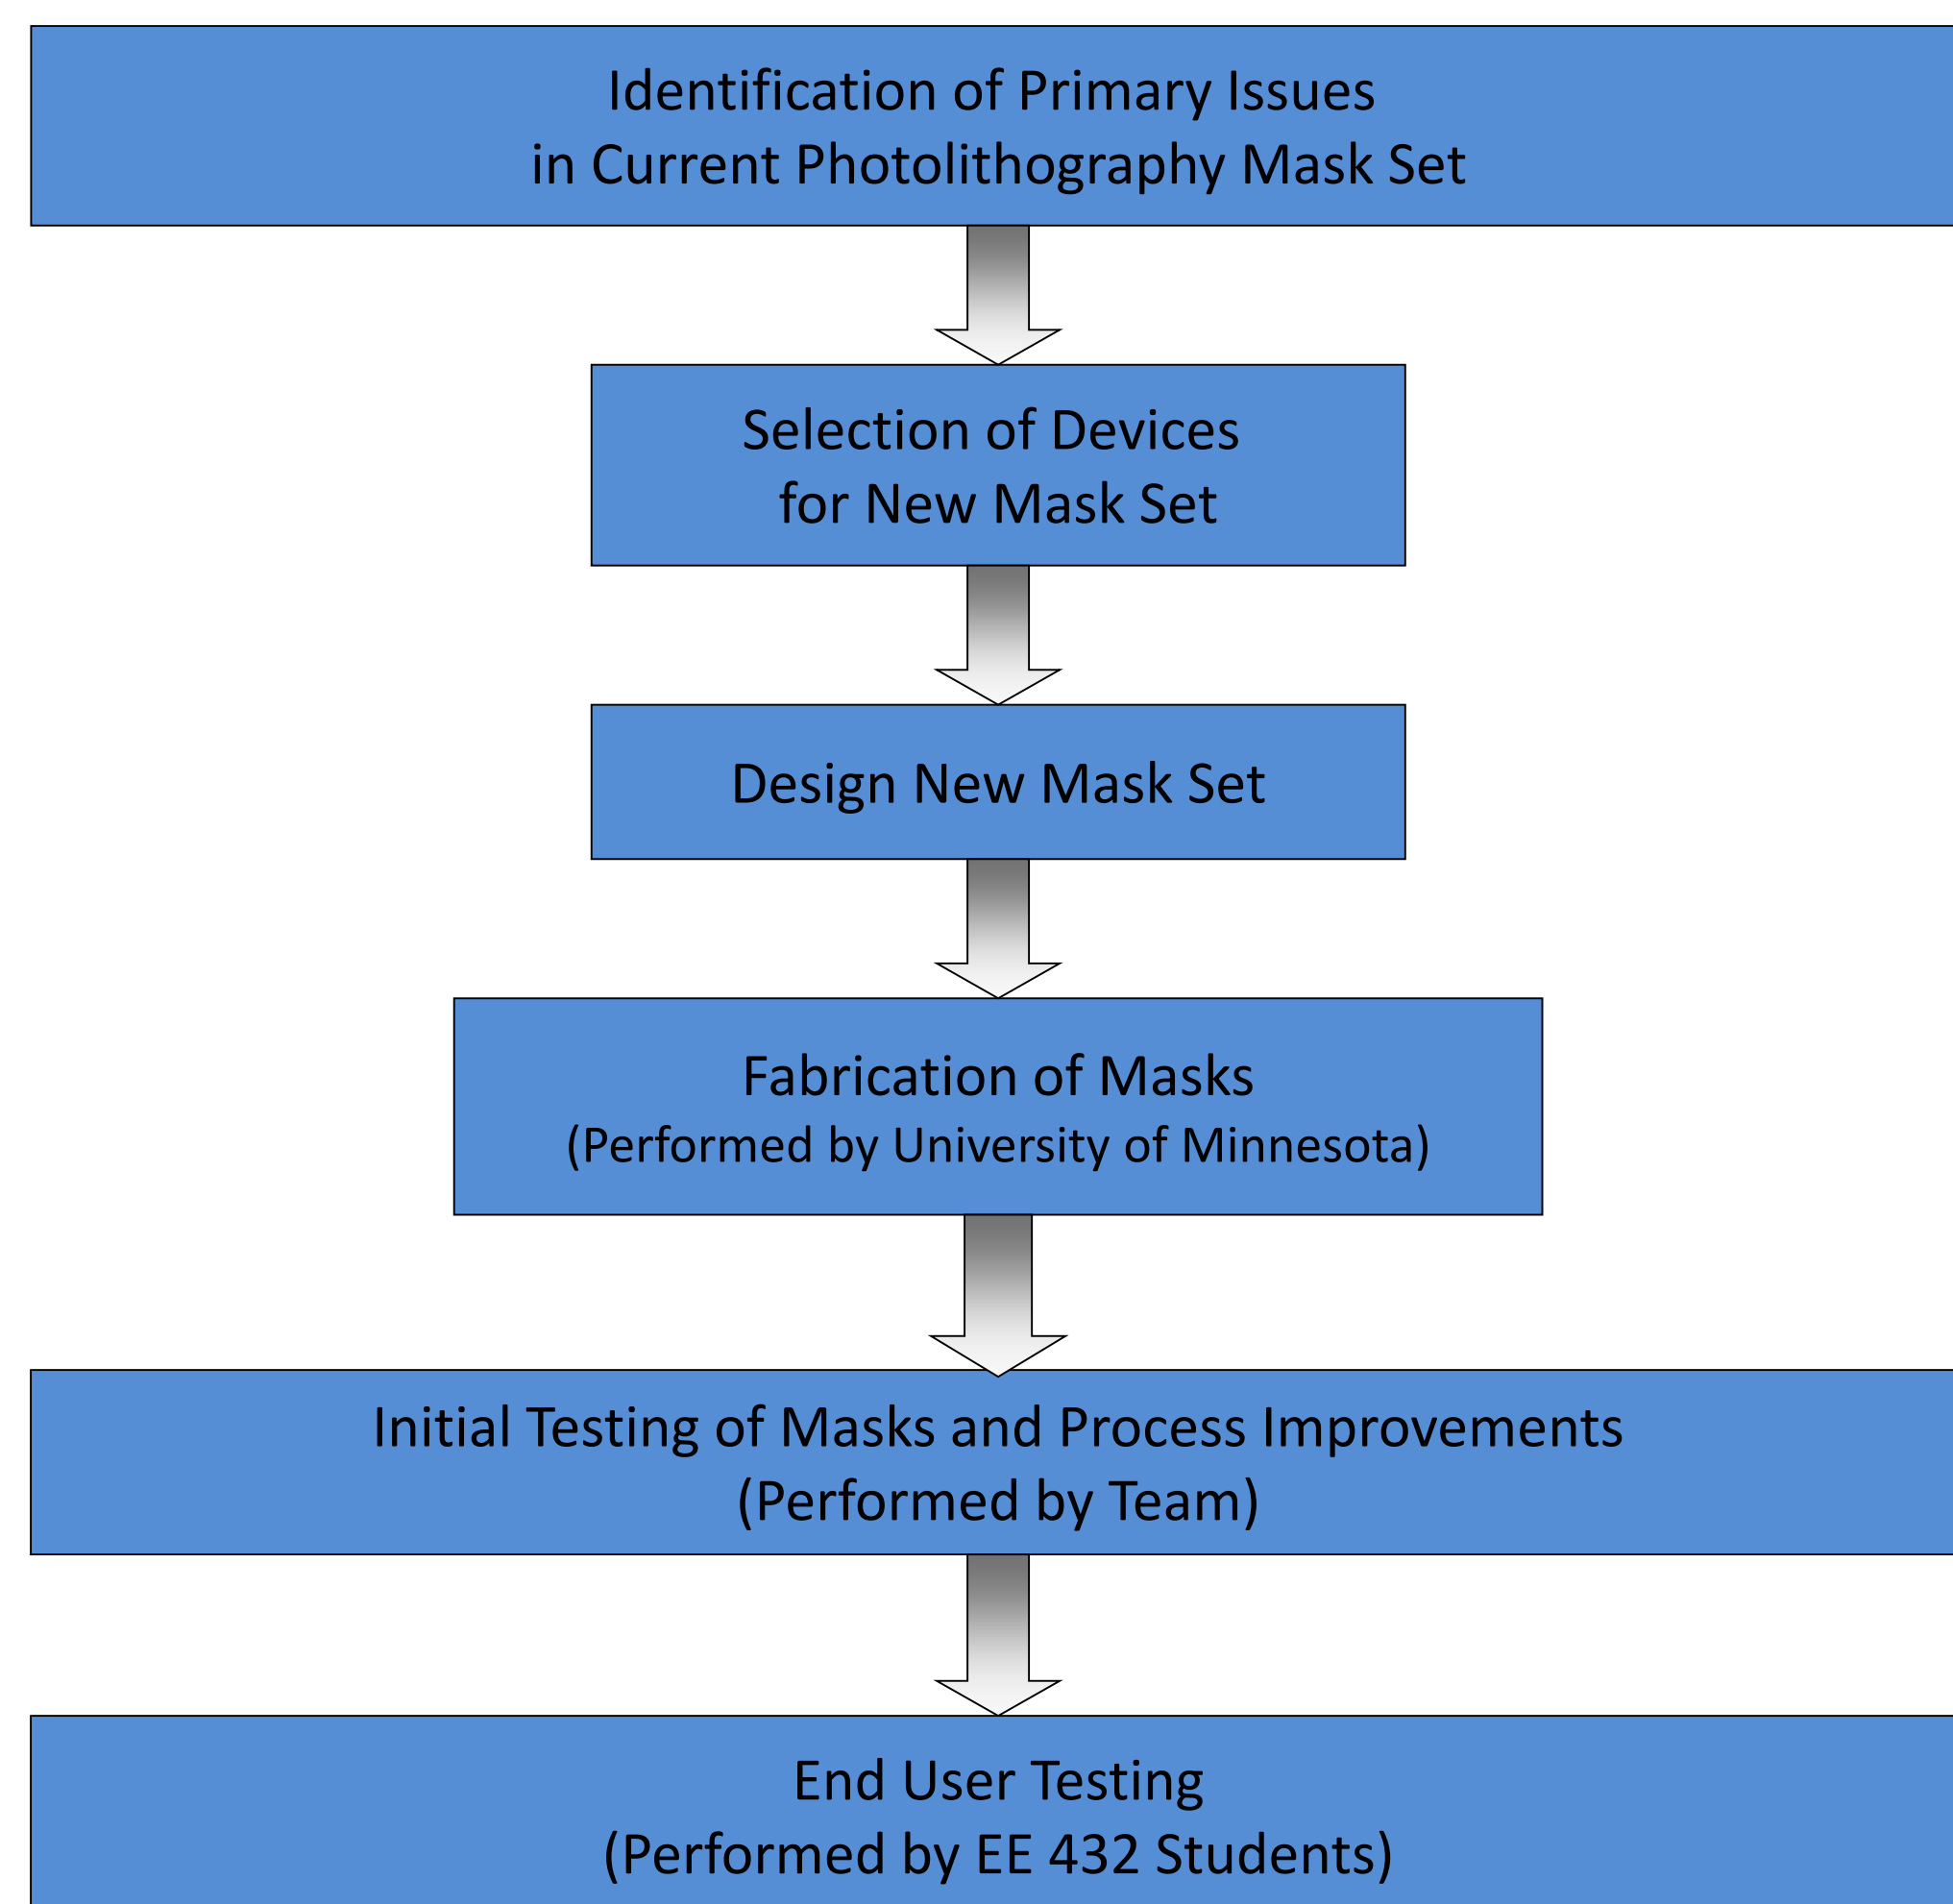 Identification of Primary Issues
in Current Photolithography Mask Set
Selection of Devices
for New Mask Set
Design New Mask Set
Fabrication of Masks
(Performed by University of Minnesota)
Initial Testing of Masks and Process Improvements
(Performed by Team)
End User Testing
(Performed by EE 432 Students)